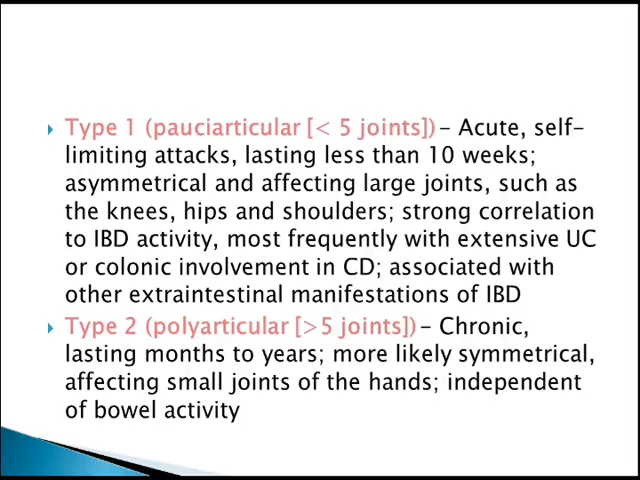 Type 1 (pauciarticular [< 5 joints]) – Acute, self-
limiting attacks, lasting less than 10 weeks;
asymmetrical and affecting large joints, such as
the knees, hips and shoulders; strong correlation
to IBD activity, most frequently with extensive UC
or colonic involvement in CD; associated with
other extraintestinal manifestations of IBD
Type 2 (polyarticular [>5 joints]) – Chronic,
lasting months to years; more likely symmetrical,
affecting small joints of the hands; independent
of bowel activity